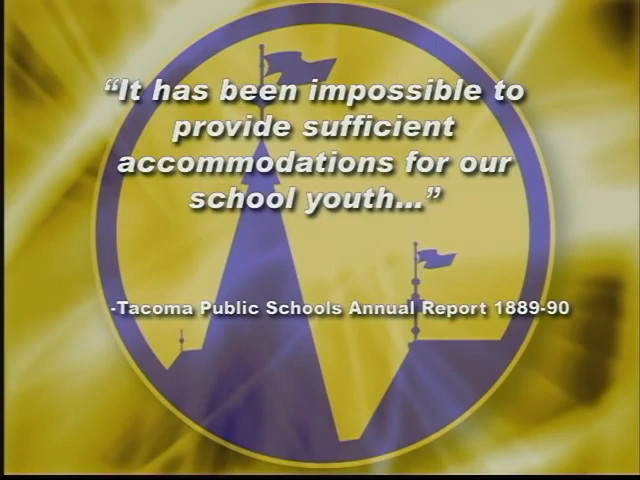 “It has been impossible to
provide sufficient
accommodations for our
school youth...”
-Tacoma Public Schools Annual Report 1889-90